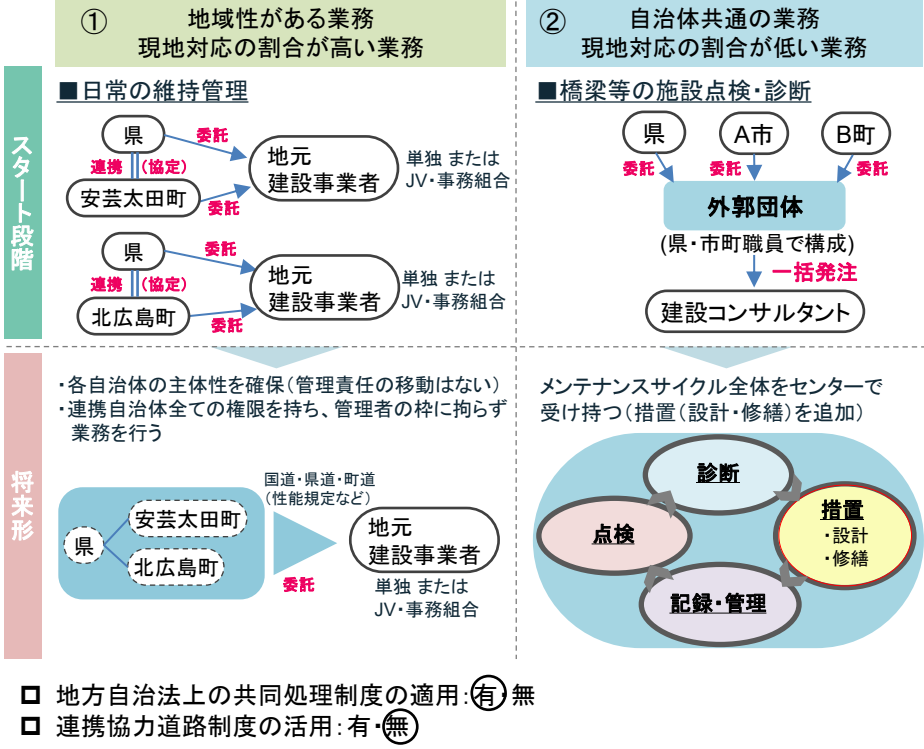 ① 地域性がある業務
現地対応の割合が高い業務
② 自治体共通の業務
現地対応の割合が低い業務
スタート段階
■日常の維持管理
県
委託
連携 (協定)
安芸太田町
委託
地元
建設事業者
単独 または
JV・事務組合
県
委託
連携 (協定)
北広島町
委託
地元
建設事業者
単独 または
JV・事務組合
■橋梁等の施設点検・診断
県
A市
B町
委託
委託
委託
外郭団体
(県・市町職員で構成)
一括発注
建設コンサルタント
将来形
・各自治体の主体性を確保(管理責任の移動はない)
・連携自治体全ての権限を持ち、管理者の枠に拘らず
業務を行う
県
安芸太田町
北広島町
国道・県道・町道
(性能規定など)
委託
地元
建設事業者
単独 または
JV・事務組合
メンテナンスサイクル全体をセンターで
受け持つ(措置(設計・修繕)を追加)
診断
点検
措置
・設計
・修繕
記録・管理
地方自治法上の共同処理制度の適用:有・無
連携協力道路制度の活用:有・無